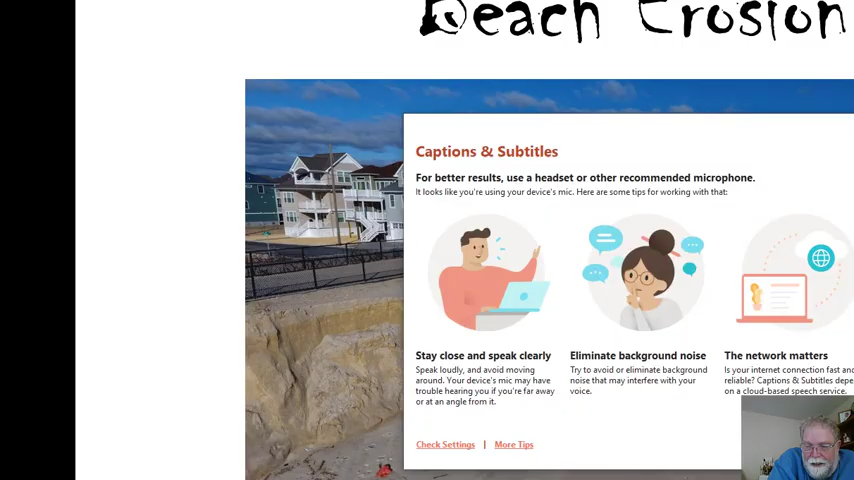 Beach Erosion
Captions & Subtitles
For better results, use a headset or other recommended microphone.
It looks like you're using your device's mic. Here are some tips for working with that:
Stay close and speak clearly
Speak loudly, and avoid moving
around. Your device's mic may have
trouble hearing you if you're far away
or at an angle from it.
Eliminate background noise
Try to avoid or eliminate background
noise that may interfere with your
voice.
The network matters
Is your internet connection fast and
reliable? Captions & Subtitles depe
on a cloud-based speech service.
Check Settings | More Tips